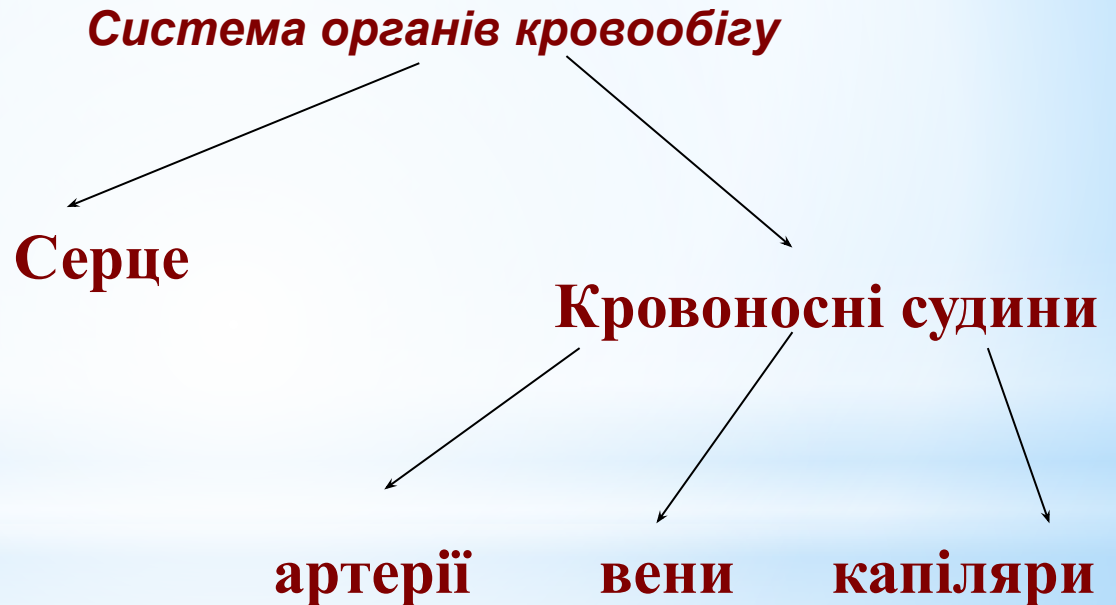 Система органів кровообігу
Серце
Кровоносні судини
артерії вени капіляри